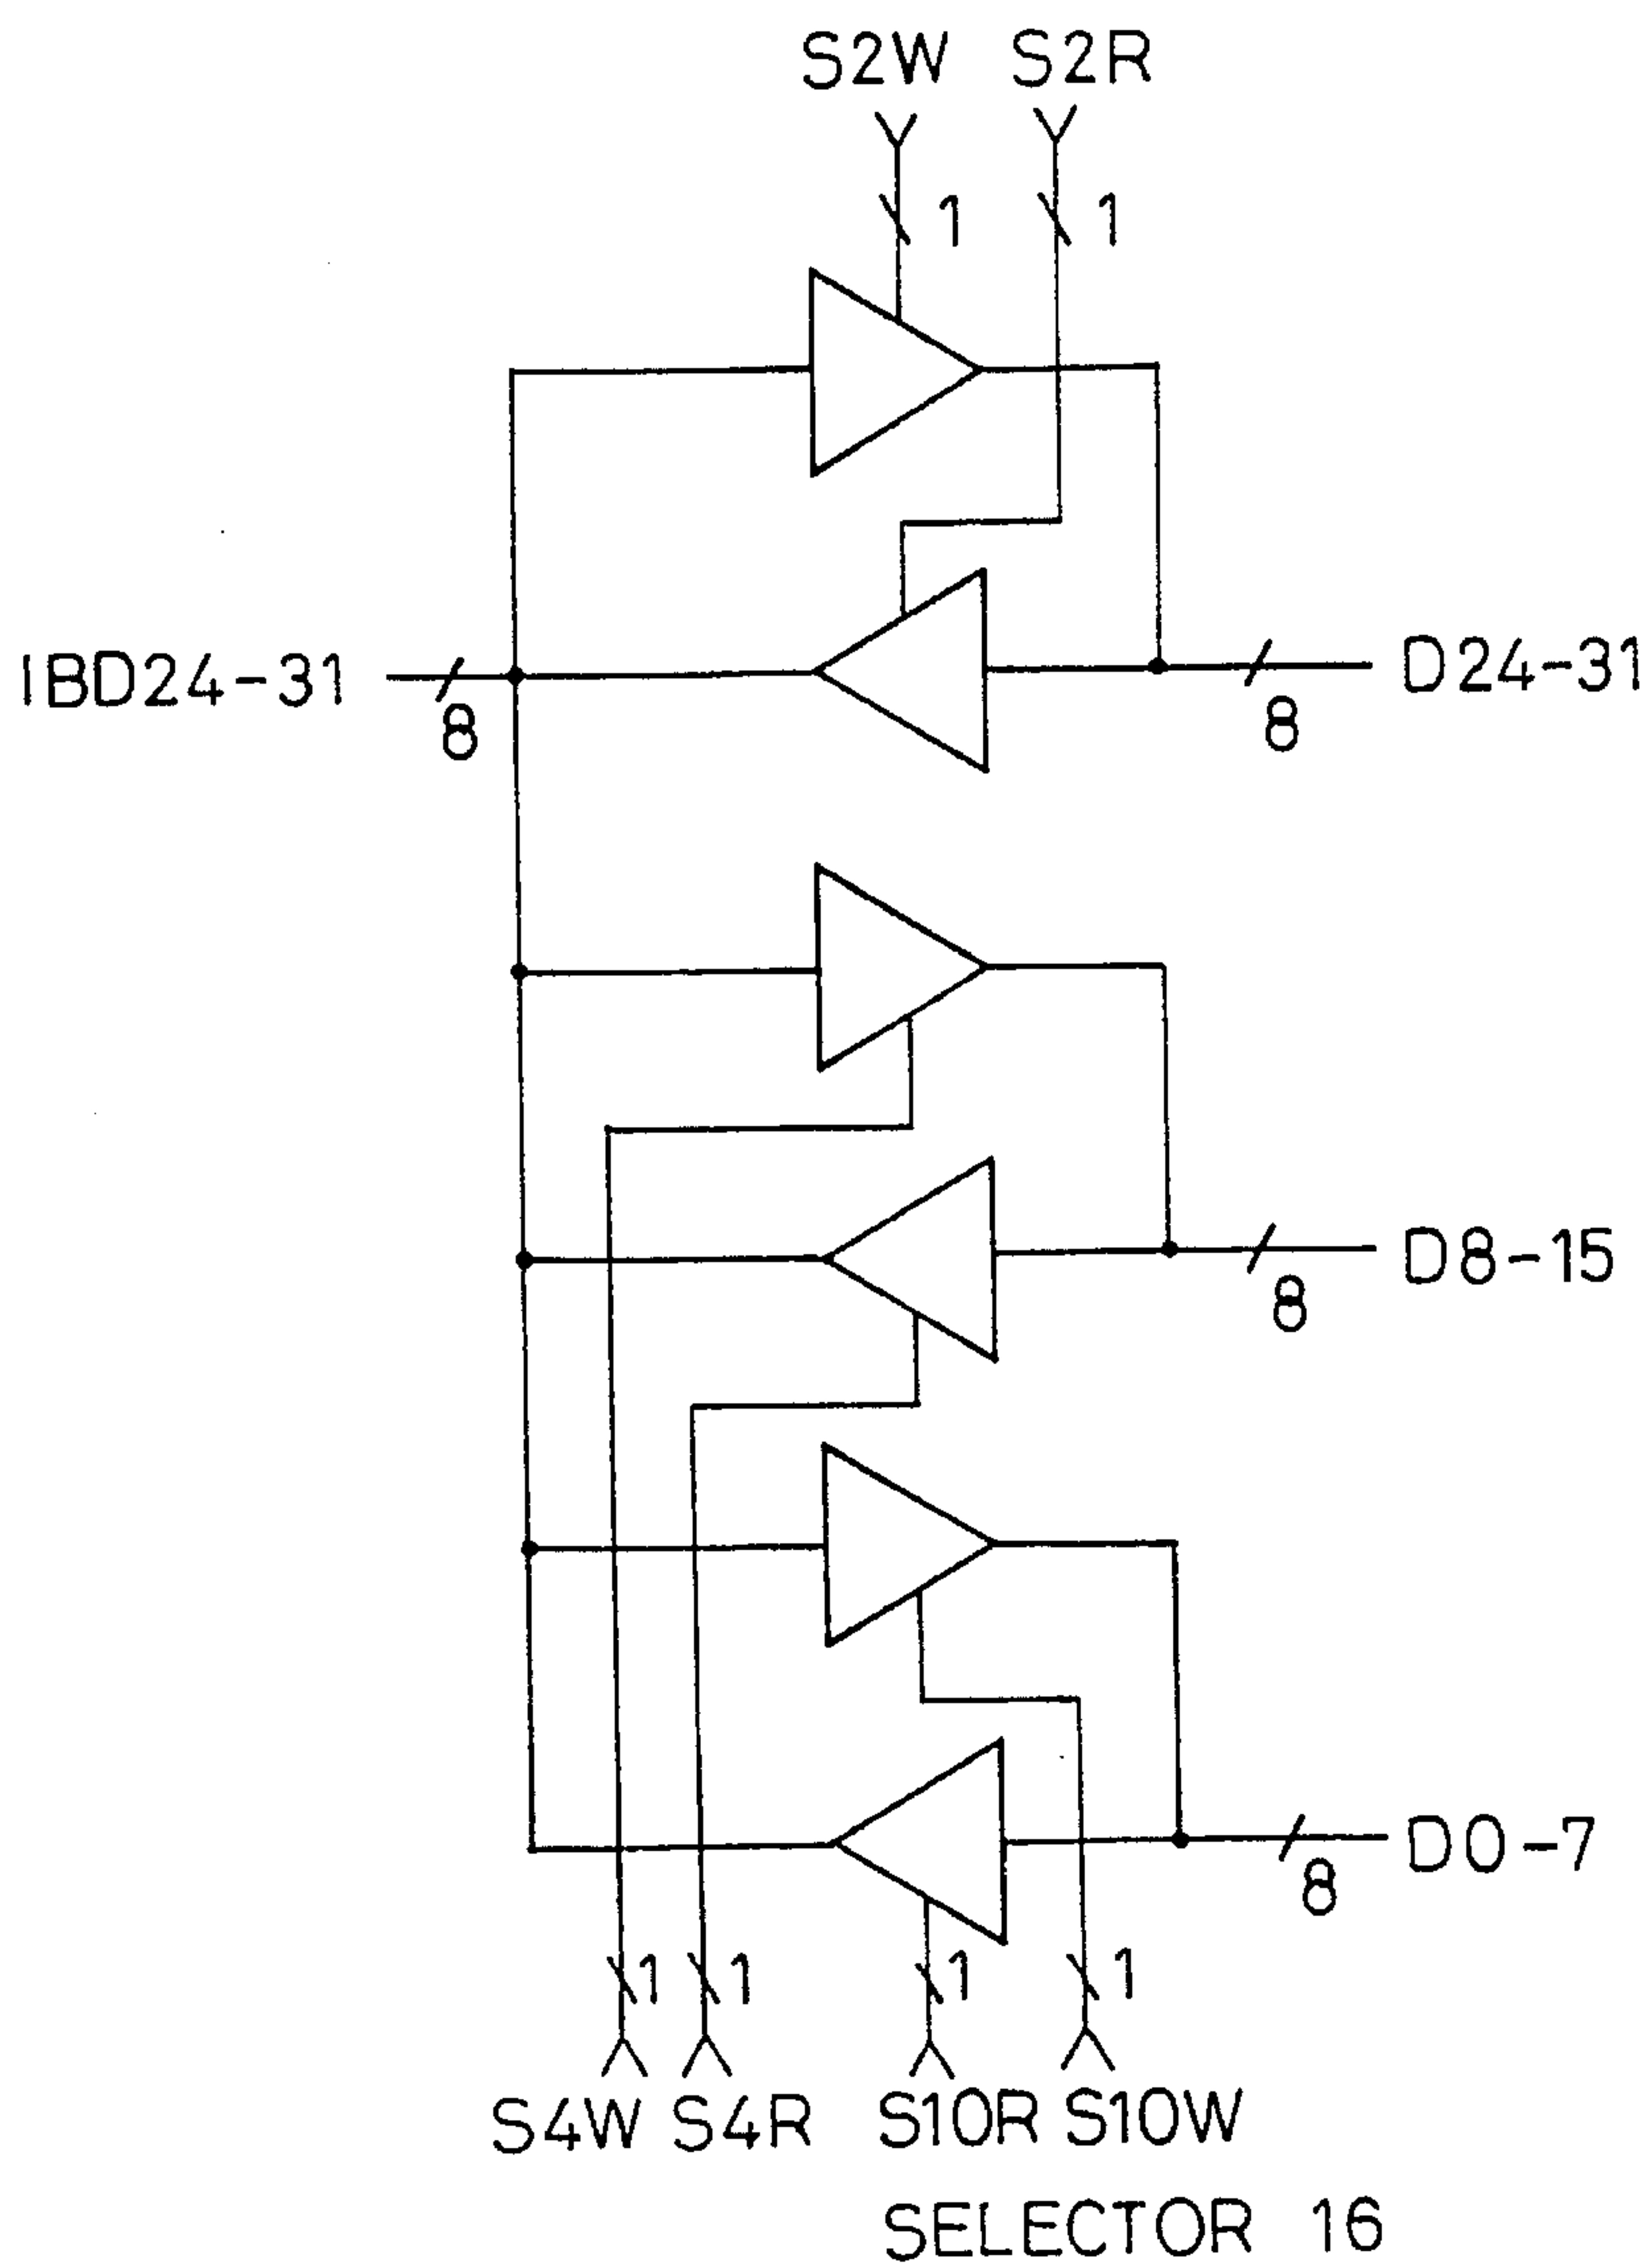 S2W S2R
1 1
IBD24-31 8 8 D24-31
8 D8-15
8 D0-7
1 1 1 1
S4W S4R S10R S10W
SELECTOR 16